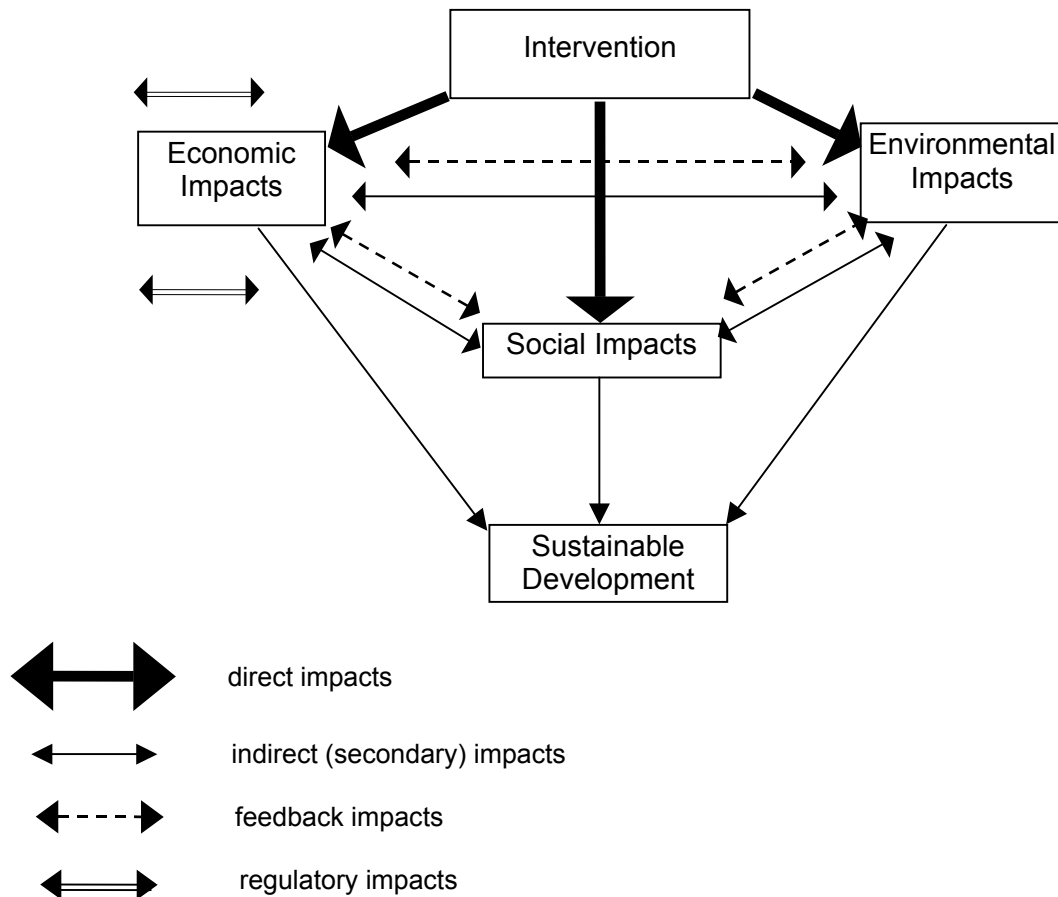 Intervention
Economic
Impacts
Environmental
Impacts
Social Impacts
Sustainable
Development
direct impacts
indirect (secondary) impacts
feedback impacts
regulatory impacts